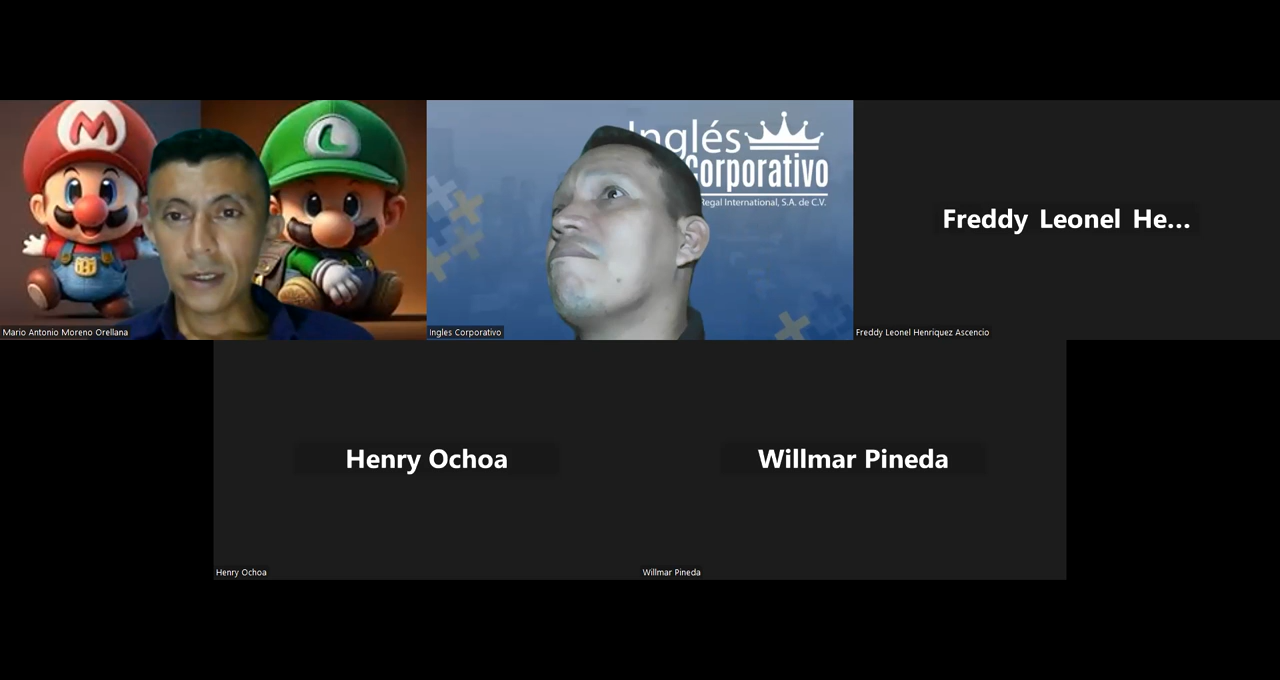 M
L
Mario Antonio Moreno Orellana
Inglés
Corporativo
Regal International, S.A. de C.V.
Ingles Corporativo
Freddy Leonel He...
Freddy Leonel Henriquez Ascencio
Henry Ochoa
Henry Ochoa
Willmar Pineda
Willmar Pineda